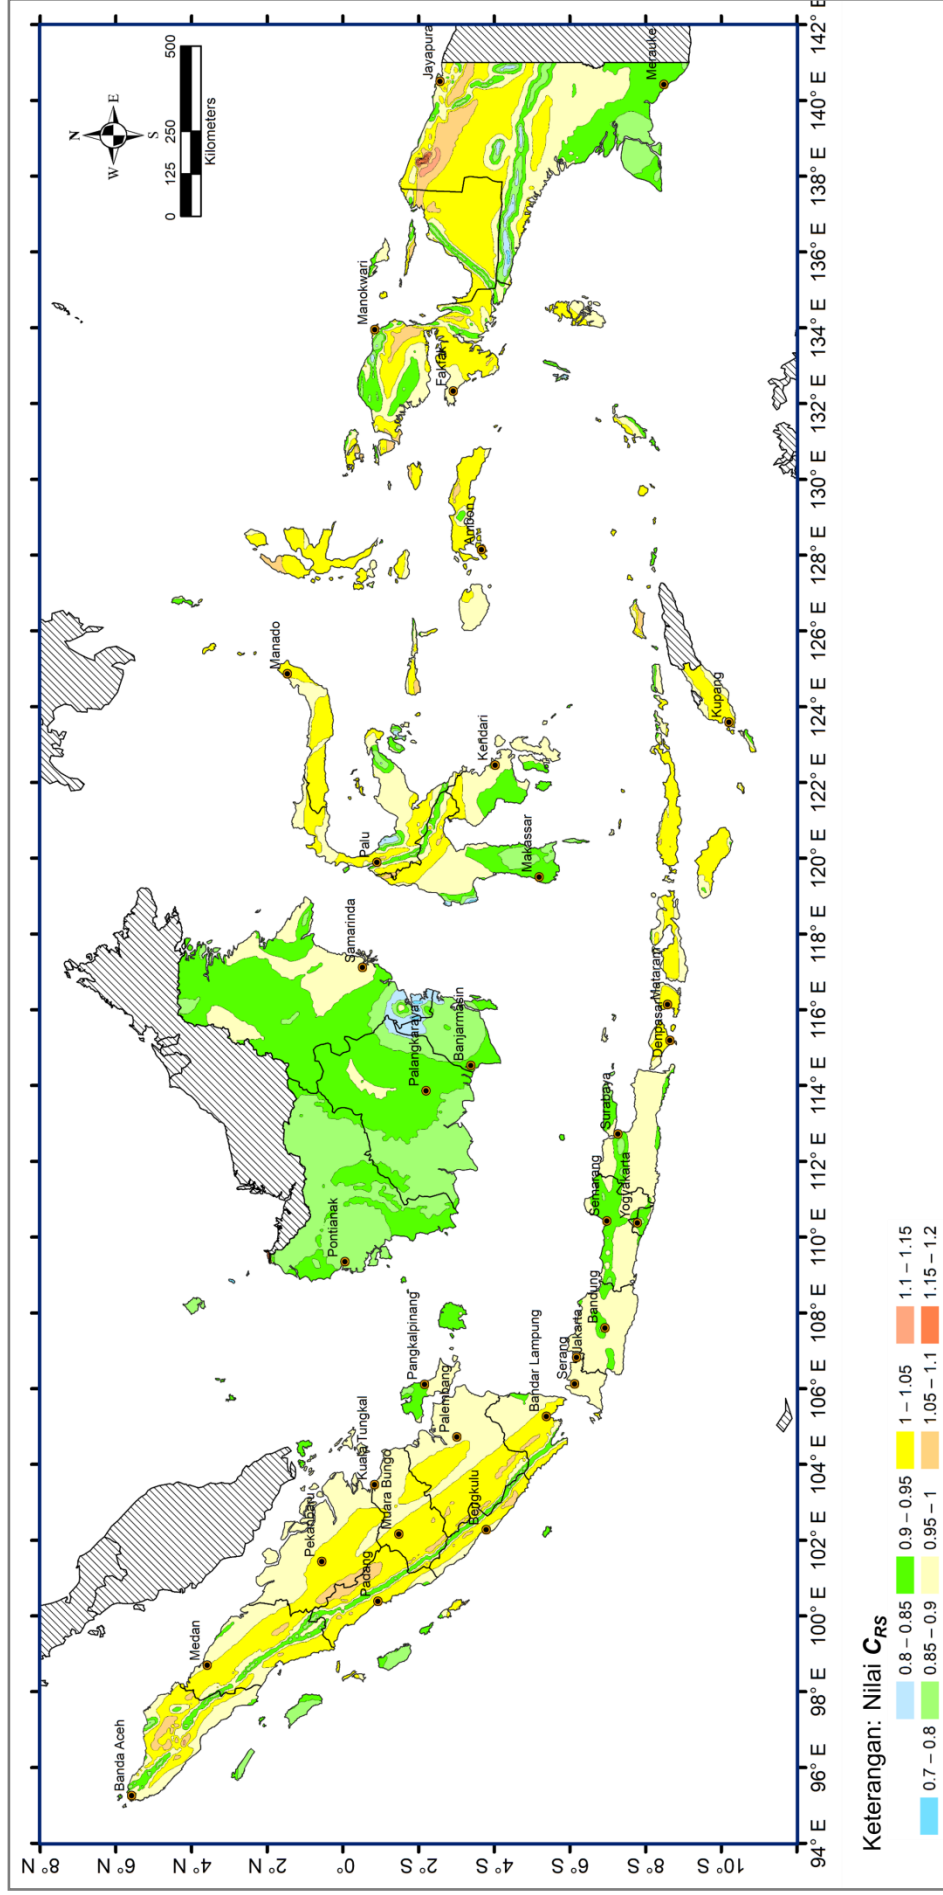 8° N
6° N
4° N
2° N
0°
2° S
4° S
6° S
8° S
10° S
94° E
96° E
98° E
100° E
102° E
104° E
106° E
108° E
110° E
112° E
114° E
116° E
118° E
120° E
122° E
124° E
126° E
128° E
130° E
132° E
134° E
136° E
138° E
140° E
142° E
N
W
E
S
0
125
250
500
Kilometers
Banda Aceh
Medan
Pekanbaru
Padang
Kuala Tungkal
Muara Bungo
Bengkulu
Palembang
Pangkalpinang
Bandar Lampung
Serang
Jakarta
Bandung
Semarang
Yogyakarta
Surabaya
Denpasar
Mataram
Kupang
Pontianak
Palangkaraya
Banjarmasin
Samarinda
Palu
Makassar
Kendari
Manado
Ambon
Fakfak
Manokwari
Jayapura
Merauke
Keterangan: Nilai C_RS
0.7 – 0.8
0.8 – 0.85
0.85 – 0.9
0.9 – 0.95
0.95 – 1
1 – 1.05
1.05 – 1.1
1.1 – 1.15
1.15 – 1.2